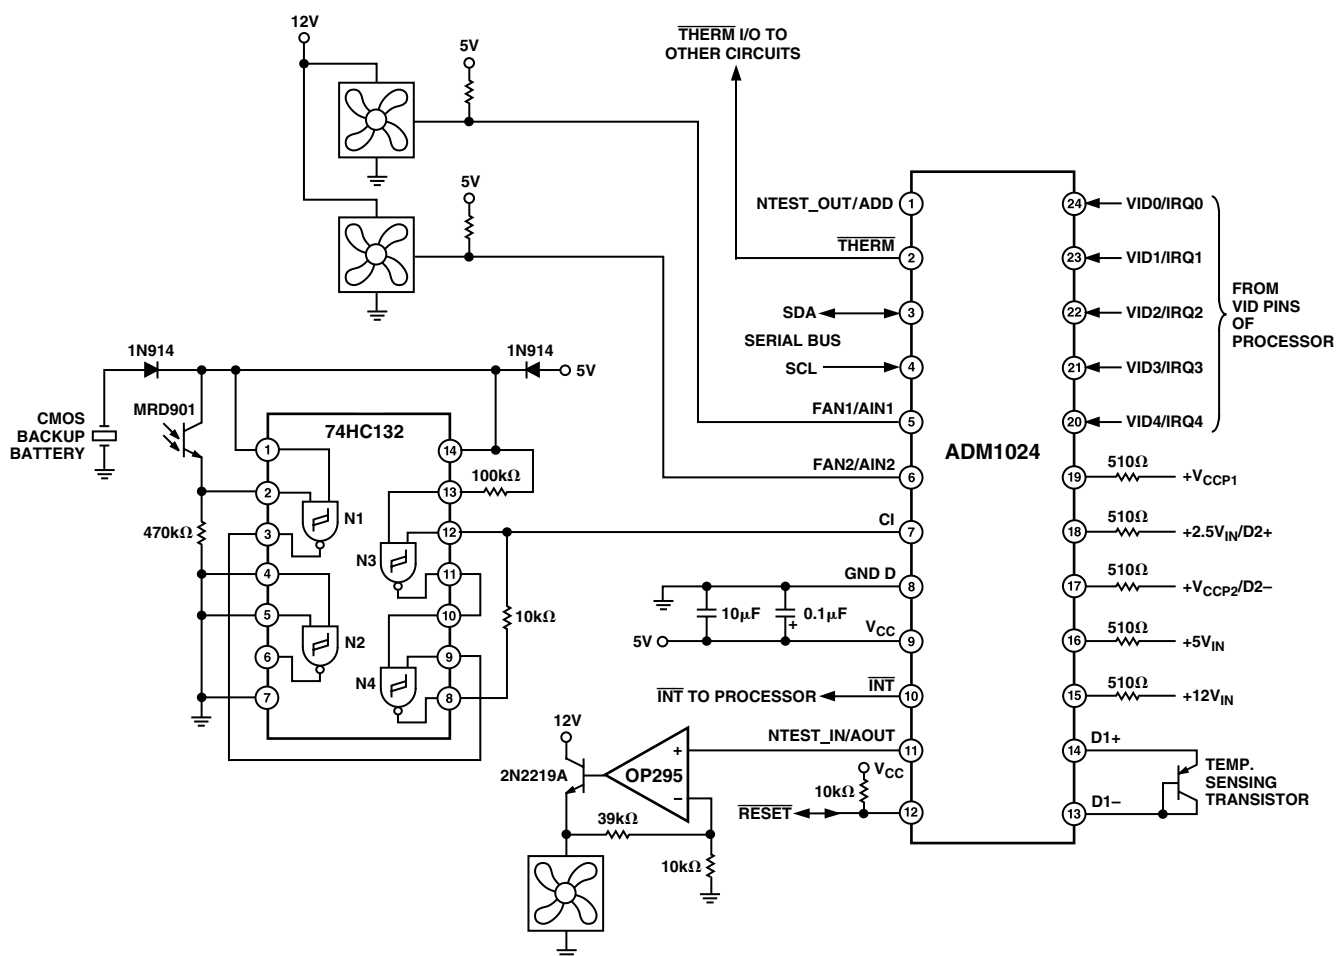 12V
5V
THERM I/O TO
OTHER CIRCUITS
5V
NTEST_OUT/ADD
1
24
VID0/IRQ0
THERM
2
23
VID1/IRQ1
FROM
VID PINS
OF
PROCESSOR
SDA
3
22
VID2/IRQ2
SERIAL BUS
SCL
4
21
VID3/IRQ3
1N914
1N914
5V
MRD901
CMOS
BACKUP
BATTERY
FAN1/AIN1
5
20
VID4/IRQ4
74HC132
ADM1024
1
14
100kΩ
FAN2/AIN2
6
19
510Ω
+VCCP1
2
13
N1
470kΩ
3
12
CI
7
18
510Ω
+2.5VIN/D2+
N3
4
11
GND D
8
17
510Ω
+VCCP2/D2–
5
10
10kΩ
10μF
0.1μF
+
N2
VCC
5V
9
16
510Ω
+5VIN
6
9
N4
7
8
INT TO PROCESSOR
INT
10
15
510Ω
+12VIN
12V
NTEST_IN/AOUT
11
14
D1+
2N2219A
OP295
+
–
VCC
10kΩ
TEMP.
SENSING
TRANSISTOR
RESET
12
13
D1–
39kΩ
10kΩ